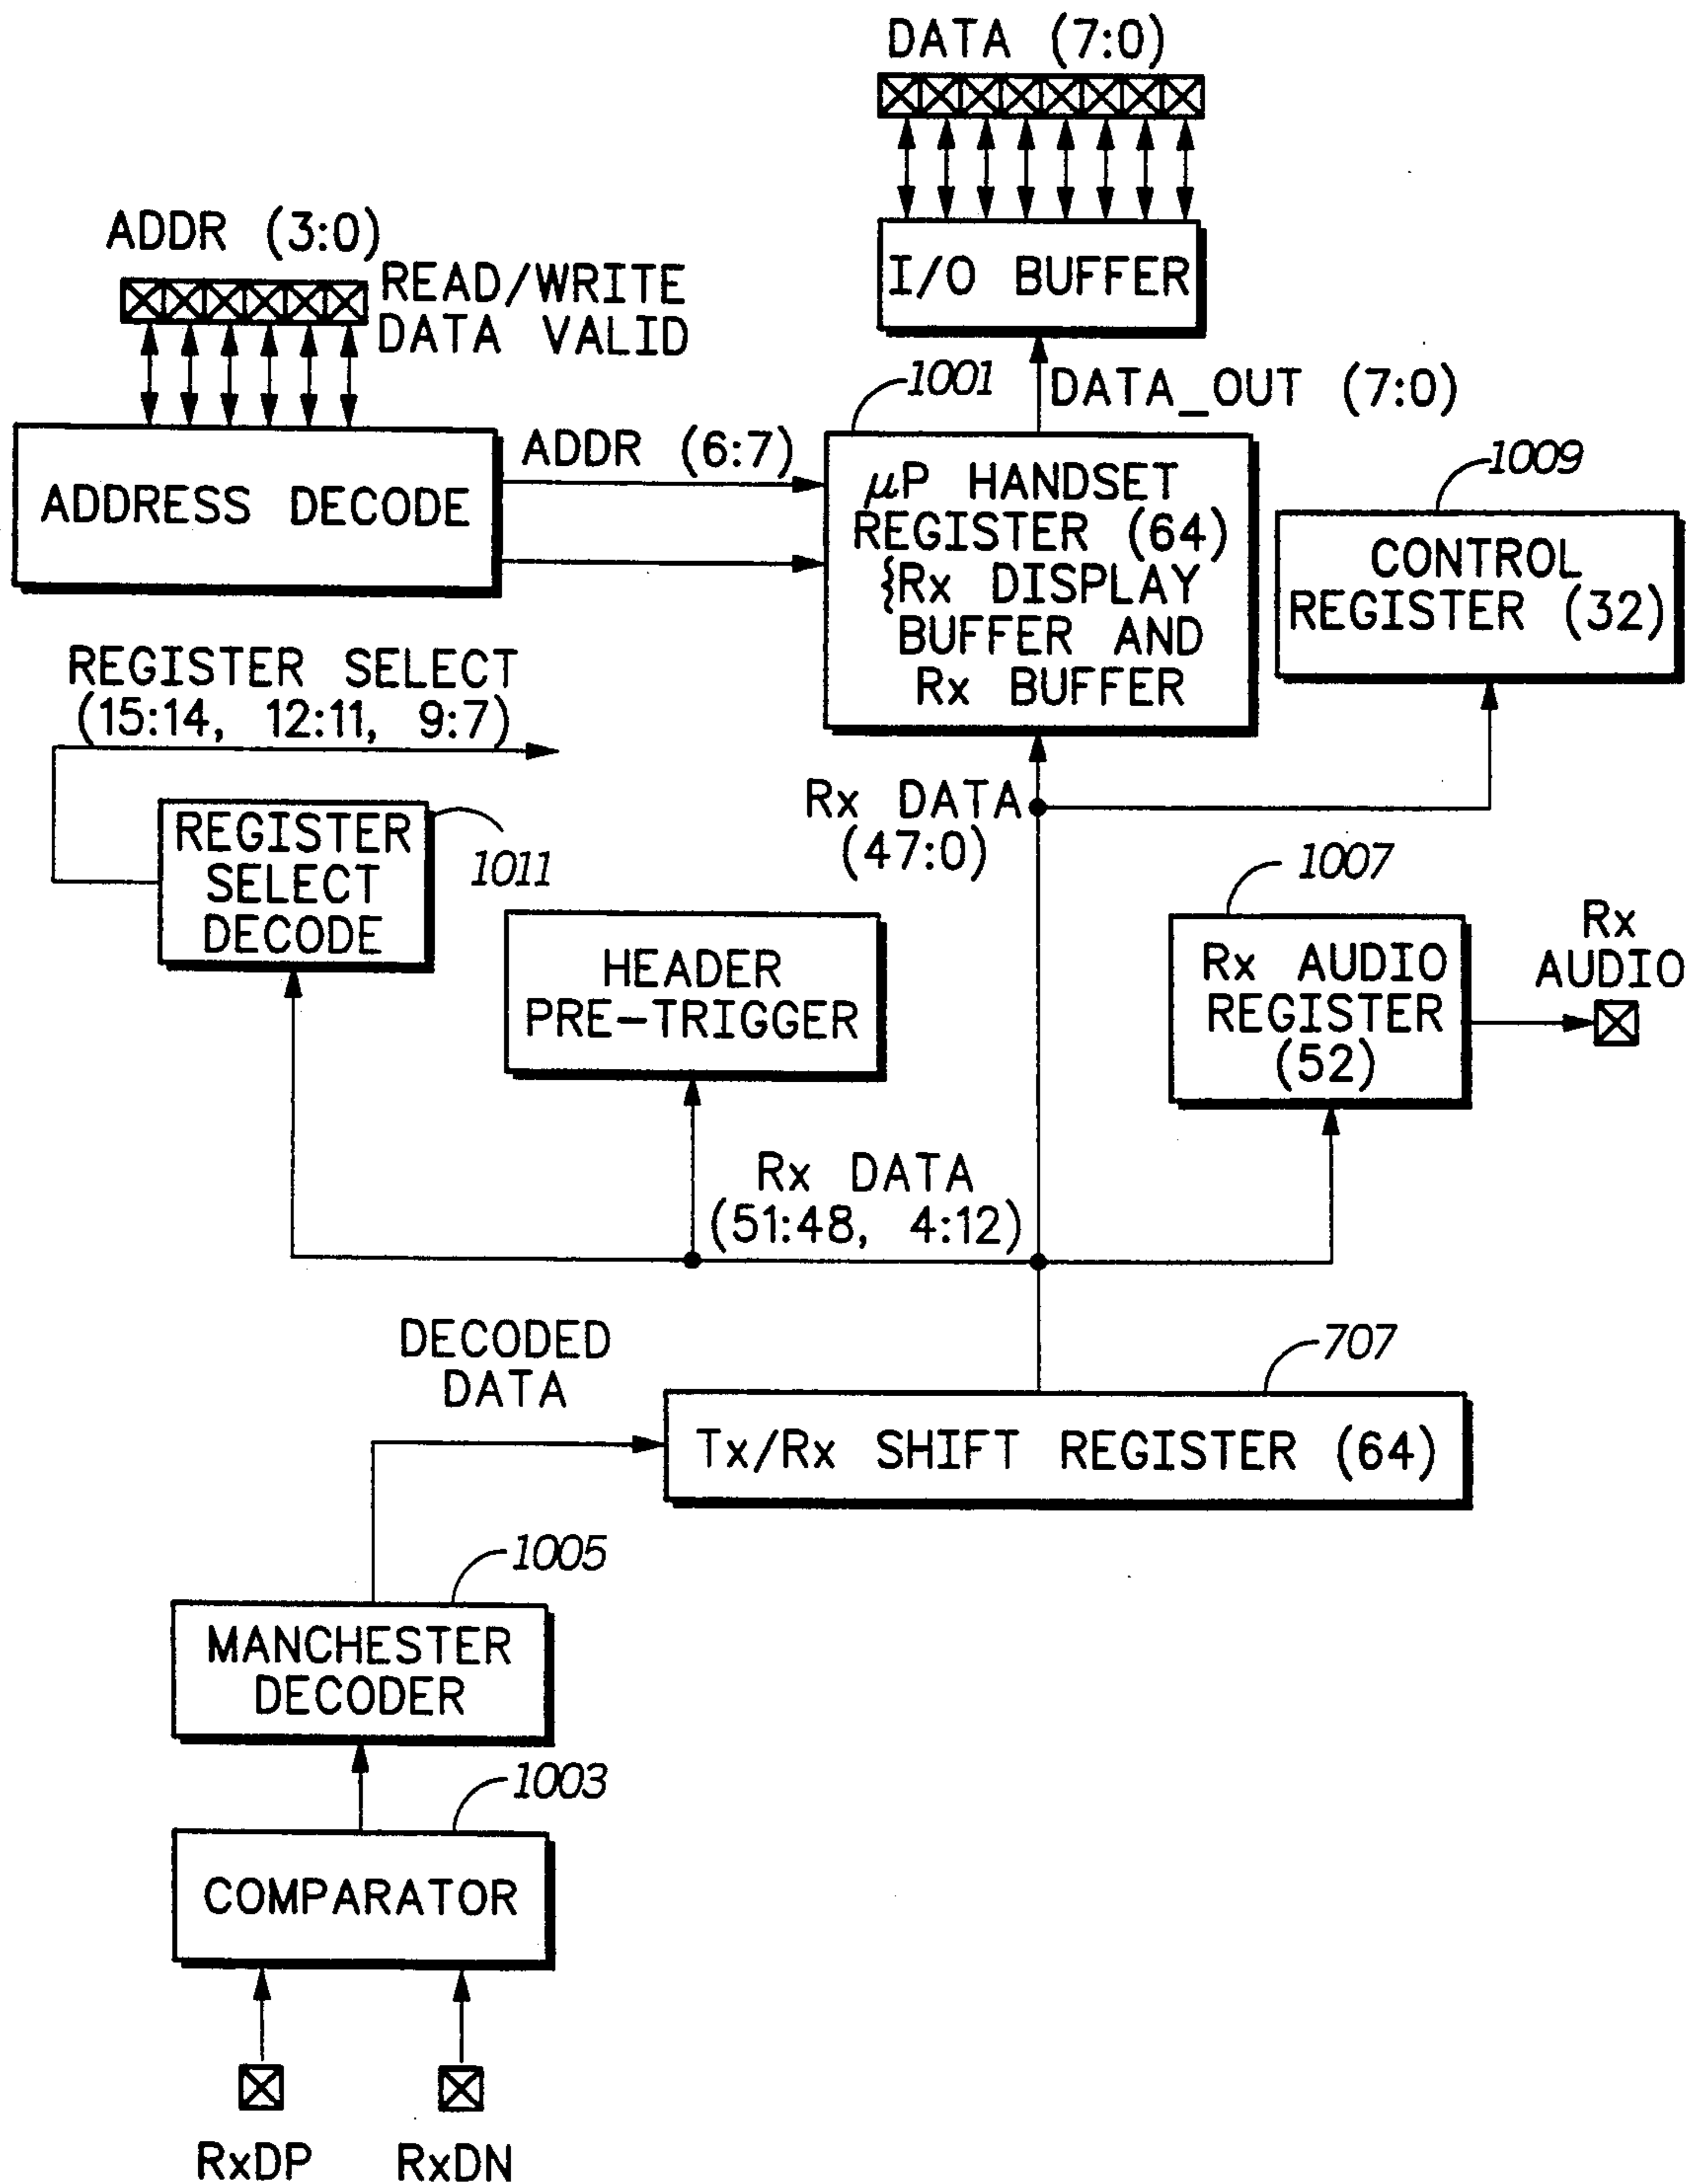 DATA (7:0)
ADDR (3:0)
READ/WRITE
DATA VALID
I/O BUFFER
1001
DATA_OUT (7:0)
ADDRESS DECODE
ADDR (6:7)
µP HANDSET
REGISTER (64)
{Rx DISPLAY
BUFFER AND
Rx BUFFER
1009
CONTROL
REGISTER (32)
REGISTER SELECT
(15:14, 12:11, 9:7)
REGISTER
SELECT
DECODE
1011
Rx DATA
(47:0)
HEADER
PRE-TRIGGER
1007
Rx AUDIO
REGISTER
(52)
Rx
AUDIO
Rx DATA
(51:48, 4:12)
DECODED
DATA
707
Tx/Rx SHIFT REGISTER (64)
1005
MANCHESTER
DECODER
1003
COMPARATOR
RxDP
RxDN